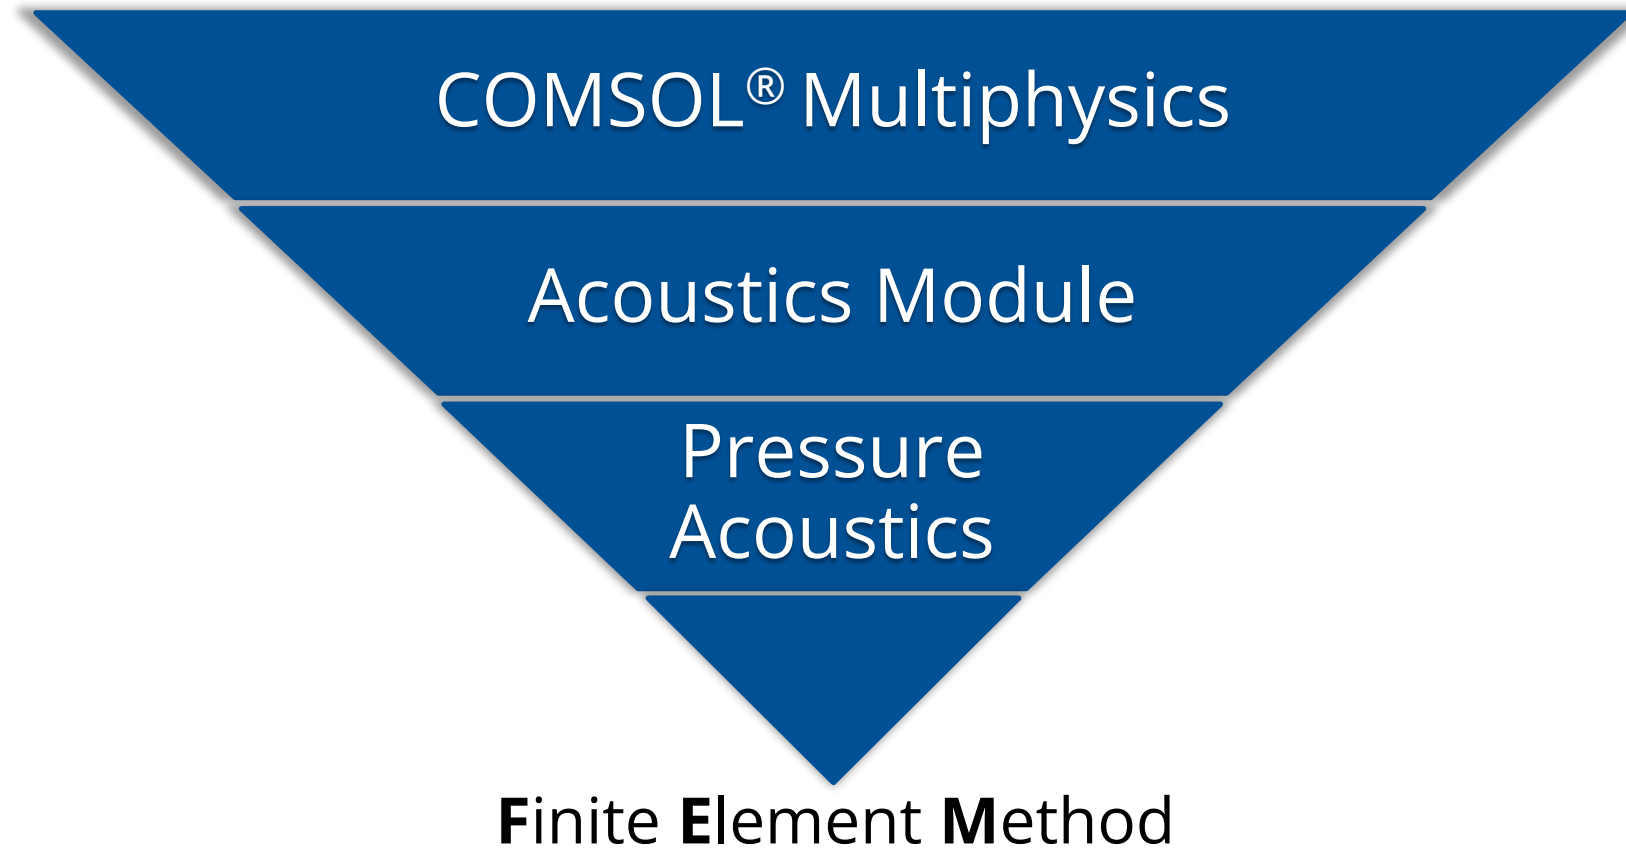 COMSOL® Multiphysics
Acoustics Module
Pressure
Acoustics
Finite Element Method